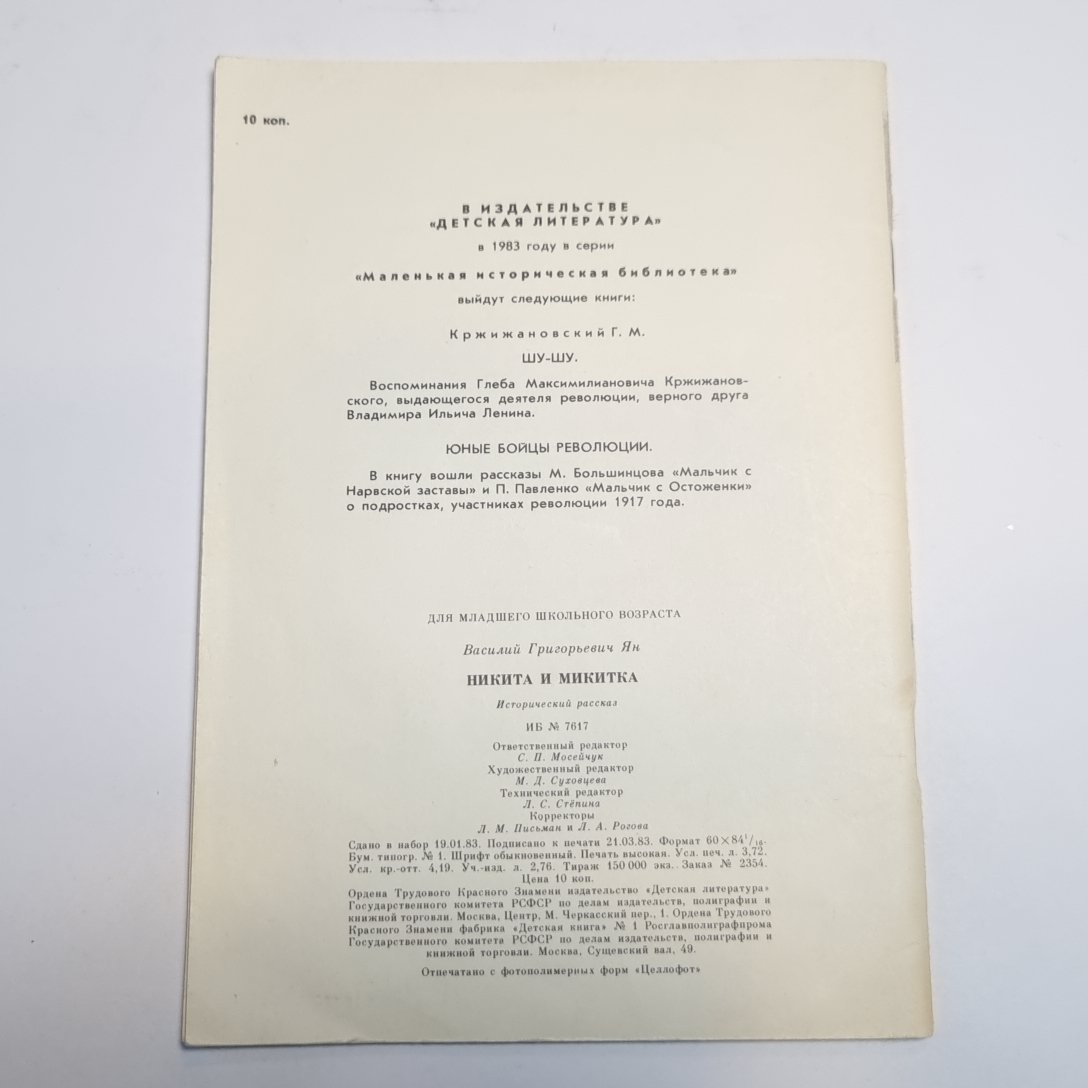 10 коп.
В ИЗДАТЕЛЬСТВЕ
«ДЕТСКАЯ ЛИТЕРАТУРА»
в 1983 году в серии
«Маленькая историческая библиотека»
выйдут следующие книги:
Кржижановский Г. М.
ШУ-ШУ.
Воспоминания Глеба Максимилиановича Кржижанов-
ского, выдающегося деятеля революции, верного друга
Владимира Ильича Ленина.
ЮНЫЕ БОЙЦЫ РЕВОЛЮЦИИ.
В книгу вошли рассказы М. Большинцова «Мальчик с
Нарвской заставы» и П. Павленко «Мальчик с Остоженки»
о подростках, участниках революции 1917 года.
ДЛЯ МЛАДШЕГО ШКОЛЬНОГО ВОЗРАСТА
Василий Григорьевич Ян
НИКИТА И МИКИТКА
Исторический рассказ
ИБ № 7617
Ответственный редактор
С. П. Мосейчук
Художественный редактор
М. Д. Суховцева
Технический редактор
Л. С. Стёпина
Корректоры
Л. М. Письман и Л. А. Рогова
Сдано в набор 19.01.83. Подписано к печати 21.03.83. Формат 60×84¹/₁₆.
Бум. типогр. № 1. Шрифт обыкновенный. Печать высокая. Усл. печ. л. 3,72.
Усл. кр.-отт. 4,19. Уч.-изд. л. 2,76. Тираж 150 000 экз. Заказ № 2354.
Цена 10 коп.
Ордена Трудового Красного Знамени издательство «Детская литература»
Государственного комитета РСФСР по делам издательств, полиграфии и
книжной торговли. Москва, Центр, М. Черкасский пер., 1. Ордена Трудового
Красного Знамени фабрика «Детская книга» № 1 Росглавполиграфпрома
Государственного комитета РСФСР по делам издательств, полиграфии и
книжной торговли. Москва, Сущевский вал, 49.
Отпечатано с фотополимерных форм «Целлофот»